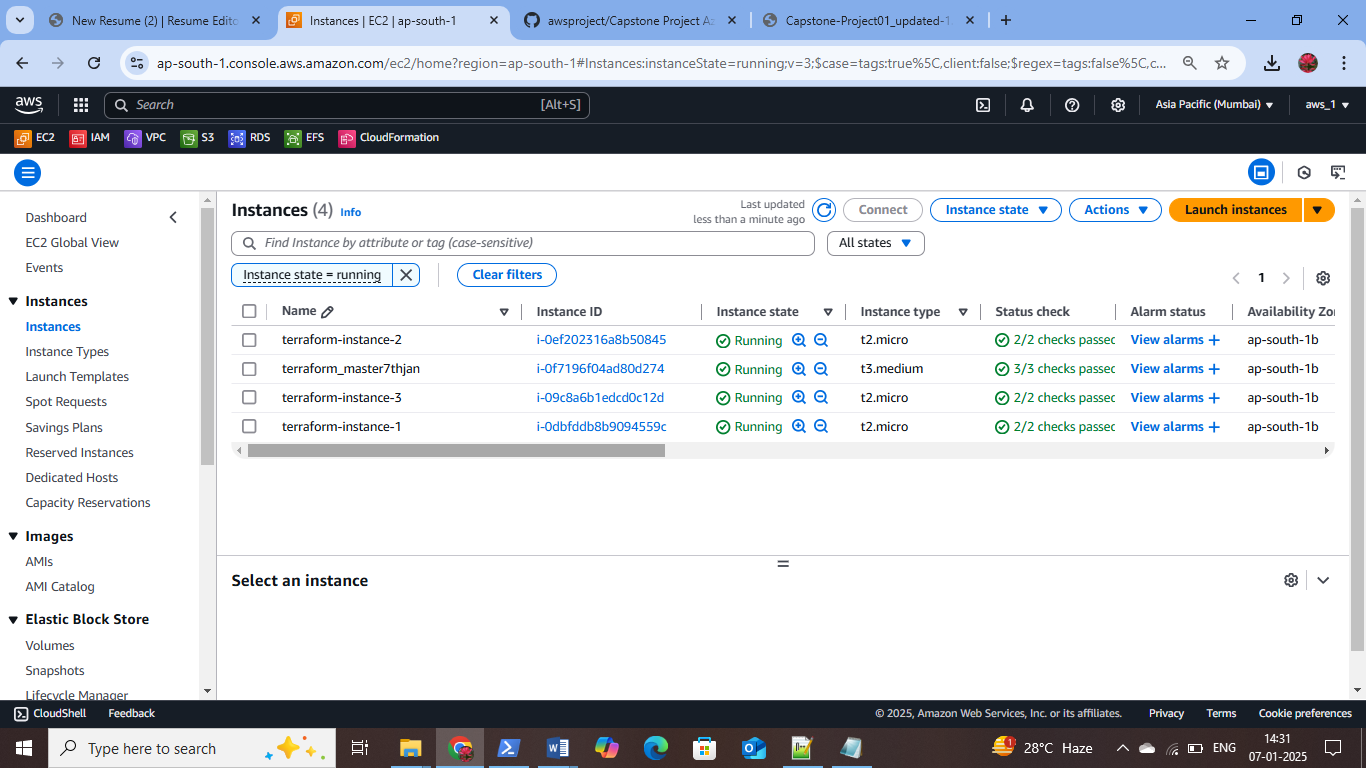 New Resume (2) | Resume Edito
Instances | EC2 | ap-south-1
awsproject/Capstone Project As
Capstone-Project01_updated-1
ap-south-1.console.aws.amazon.com/ec2/home?region=ap-south-1#Instances:instanceState=running;v=3;$case=tags:true%5C,client:false;$regex=tags:false%5C,c...
aws
Search
[Alt+S]
Asia Pacific (Mumbai)
aws_1
EC2
IAM
VPC
S3
RDS
EFS
CloudFormation
Dashboard
EC2 Global View
Events
Instances
Instances
Instance Types
Launch Templates
Spot Requests
Savings Plans
Reserved Instances
Dedicated Hosts
Capacity Reservations
Images
AMIs
AMI Catalog
Elastic Block Store
Volumes
Snapshots
Lifecycle Manager
Instances (4) Info
Last updated
less than a minute ago
Connect
Instance state
Actions
Launch instances
Find Instance by attribute or tag (case-sensitive)
All states
Instance state = running
Clear filters
1
Name Instance ID Instance state Instance type Status check Alarm status Availability Zo
terraform-instance-2 i-0ef202316a8b50845 Running t2.micro 2/2 checks passed View alarms + ap-south-1b
terraform_master7thjan i-0f7196f04ad80d274 Running t3.medium 3/3 checks passed View alarms + ap-south-1b
terraform-instance-3 i-09c8a6b1edcd0c12d Running t2.micro 2/2 checks passed View alarms + ap-south-1b
terraform-instance-1 i-0dbfddb8b9094559c Running t2.micro 2/2 checks passed View alarms + ap-south-1b
Select an instance
CloudShell
Feedback
© 2025, Amazon Web Services, Inc. or its affiliates.
Privacy
Terms
Cookie preferences
Type here to search
1
28°C Haze
ENG
14:31
07-01-2025